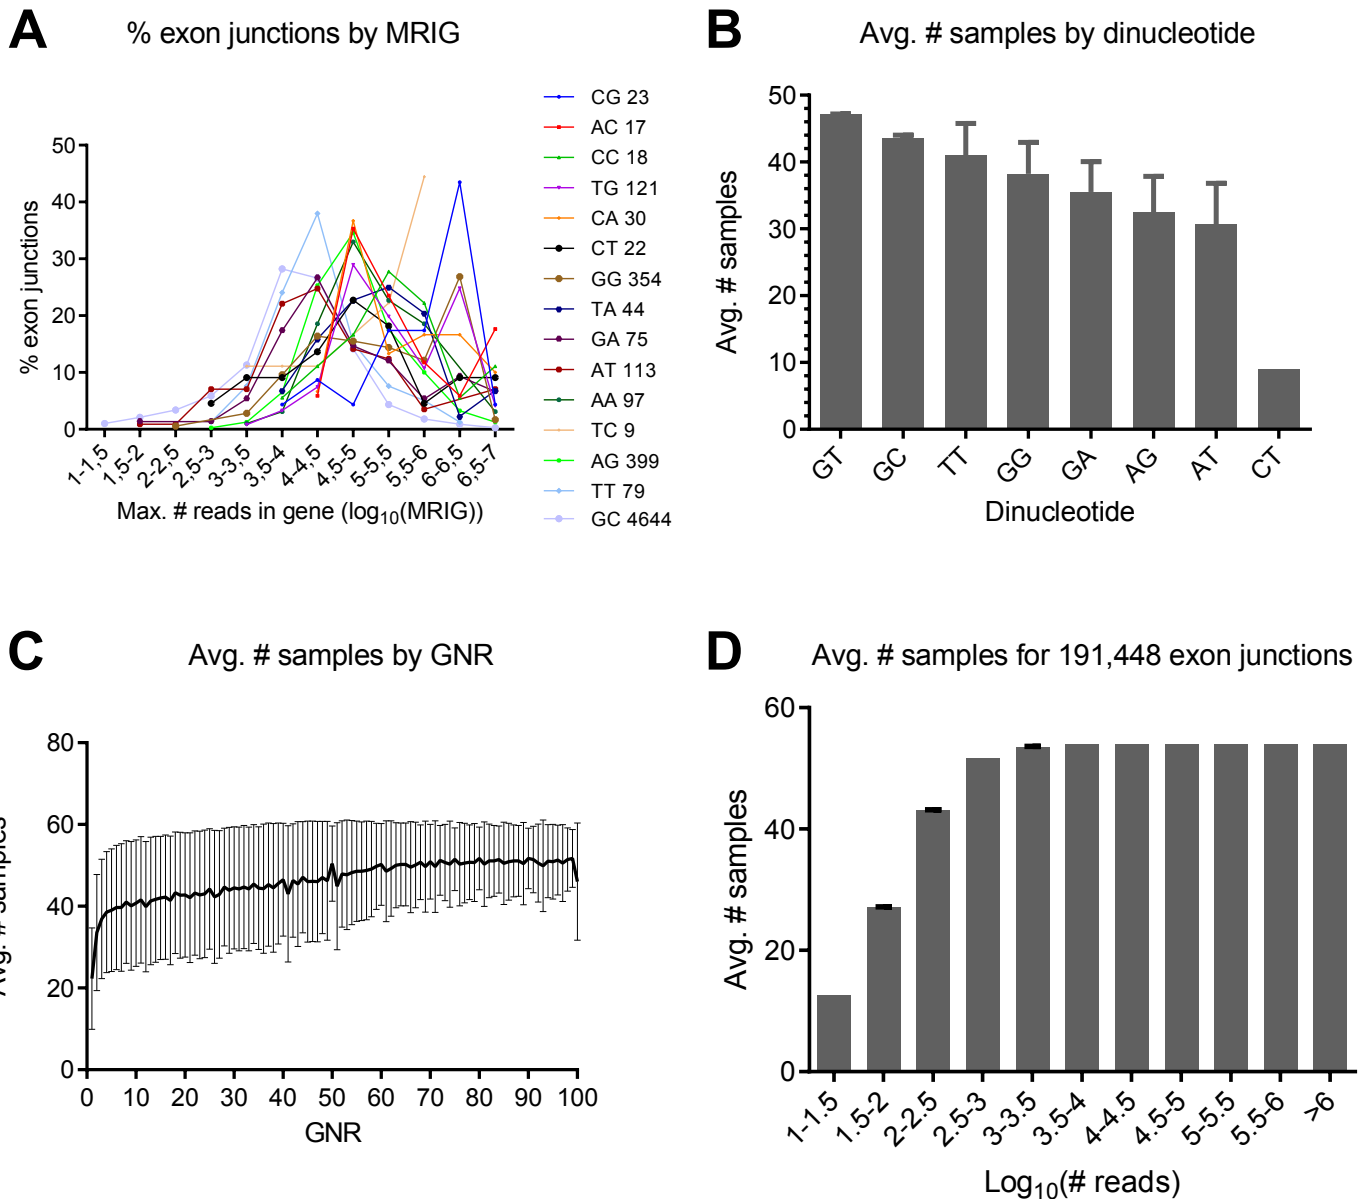 A
% exon junctions by MRIG
% exon junctions
50
40
30
20
10
0
1-1,5
1,5-2
2-2,5
2,5-3
3-3,5
3,5-4
4-4,5
4,5-5
5-5,5
5,5-6
6-6,5
6,5-7
Max. # reads in gene (log10(MRIG))
CG 23
AC 17
CC 18
TG 121
CA 30
CT 22
GG 354
TA 44
GA 75
AT 113
AA 97
TC 9
AG 399
TT 79
GC 4644
B
Avg. # samples by dinucleotide
Avg. # samples
50
40
30
20
10
0
GT
GC
TT
GG
GA
AG
AT
CT
Dinucleotide
C
Avg. # samples by GNR
Avg. # samples
80
60
40
20
0
0 10 20 30 40 50 60 70 80 90 100
GNR
D
Avg. # samples for 191,448 exon junctions
Avg. # samples
60
40
20
0
1-1.5
1.5-2
2-2.5
2.5-3
3-3.5
3.5-4
4-4.5
4.5-5
5-5.5
5.5-6
>6
Log10(# reads)